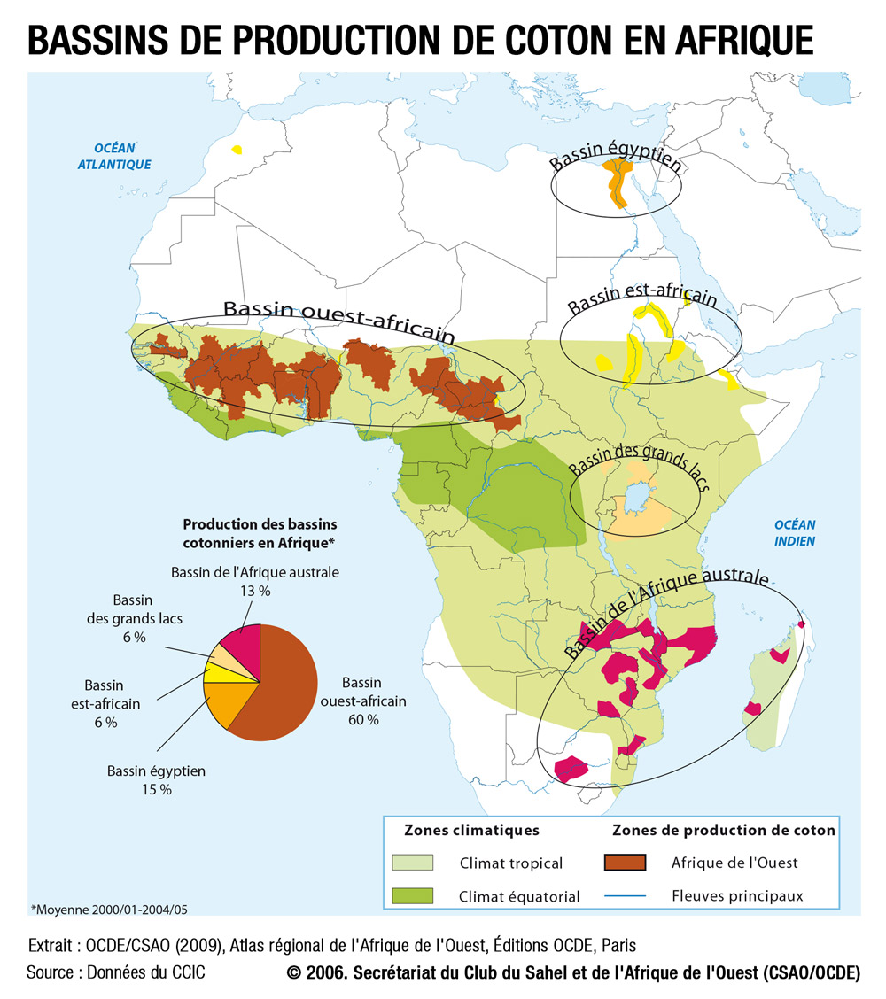 BASSINS DE PRODUCTION DE COTON EN AFRIQUE
OCÉAN
ATLANTIQUE
Bassin égyptien
Bassin est-africain
Bassin ouest-africain
Bassin des grands lacs
OCÉAN
INDIEN
Bassin de l'Afrique australe
Production des bassins
cotonniers en Afrique*
Bassin de l'Afrique australe
13 %
Bassin
des grands lacs
6 %
Bassin
est-africain
6 %
Bassin
ouest-africain
60 %
Bassin égyptien
15 %
Zones climatiques
Climat tropical
Climat équatorial
Zones de production de coton
Afrique de l'Ouest
Fleuves principaux
*Moyenne 2000/01-2004/05
Extrait : OCDE/CSAO (2009), Atlas régional de l'Afrique de l'Ouest, Éditions OCDE, Paris
Source : Données du CCIC
© 2006. Secrétariat du Club du Sahel et de l'Afrique de l'Ouest (CSAO/OCDE)